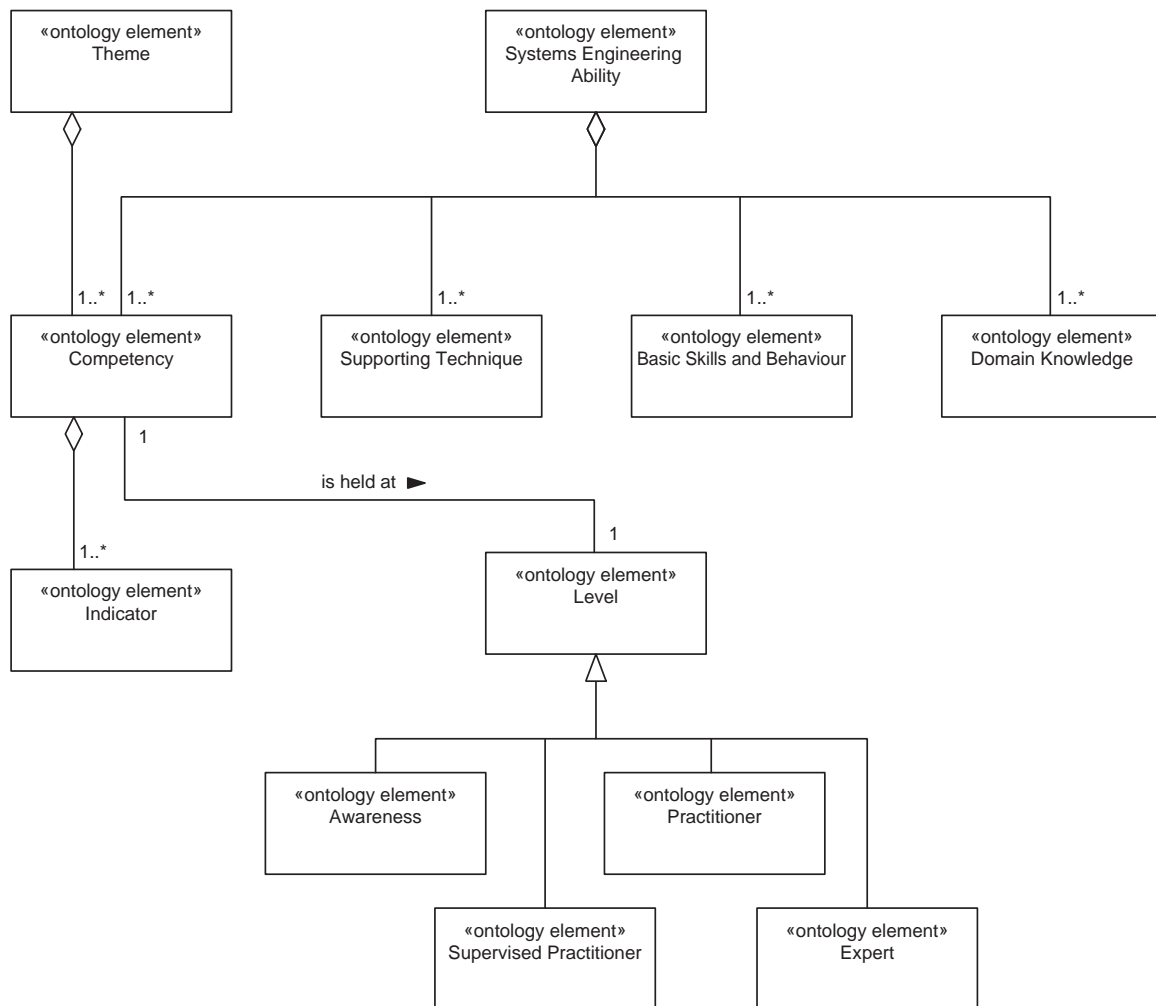 «ontology element»
Theme
«ontology element»
Systems Engineering
Ability
1..*
1..*
1..*
1..*
1..*
«ontology element»
Competency
«ontology element»
Supporting Technique
«ontology element»
Basic Skills and Behaviour
«ontology element»
Domain Knowledge
1
is held at ►
1..*
1
«ontology element»
Indicator
«ontology element»
Level
«ontology element»
Awareness
«ontology element»
Practitioner
«ontology element»
Supervised Practitioner
«ontology element»
Expert